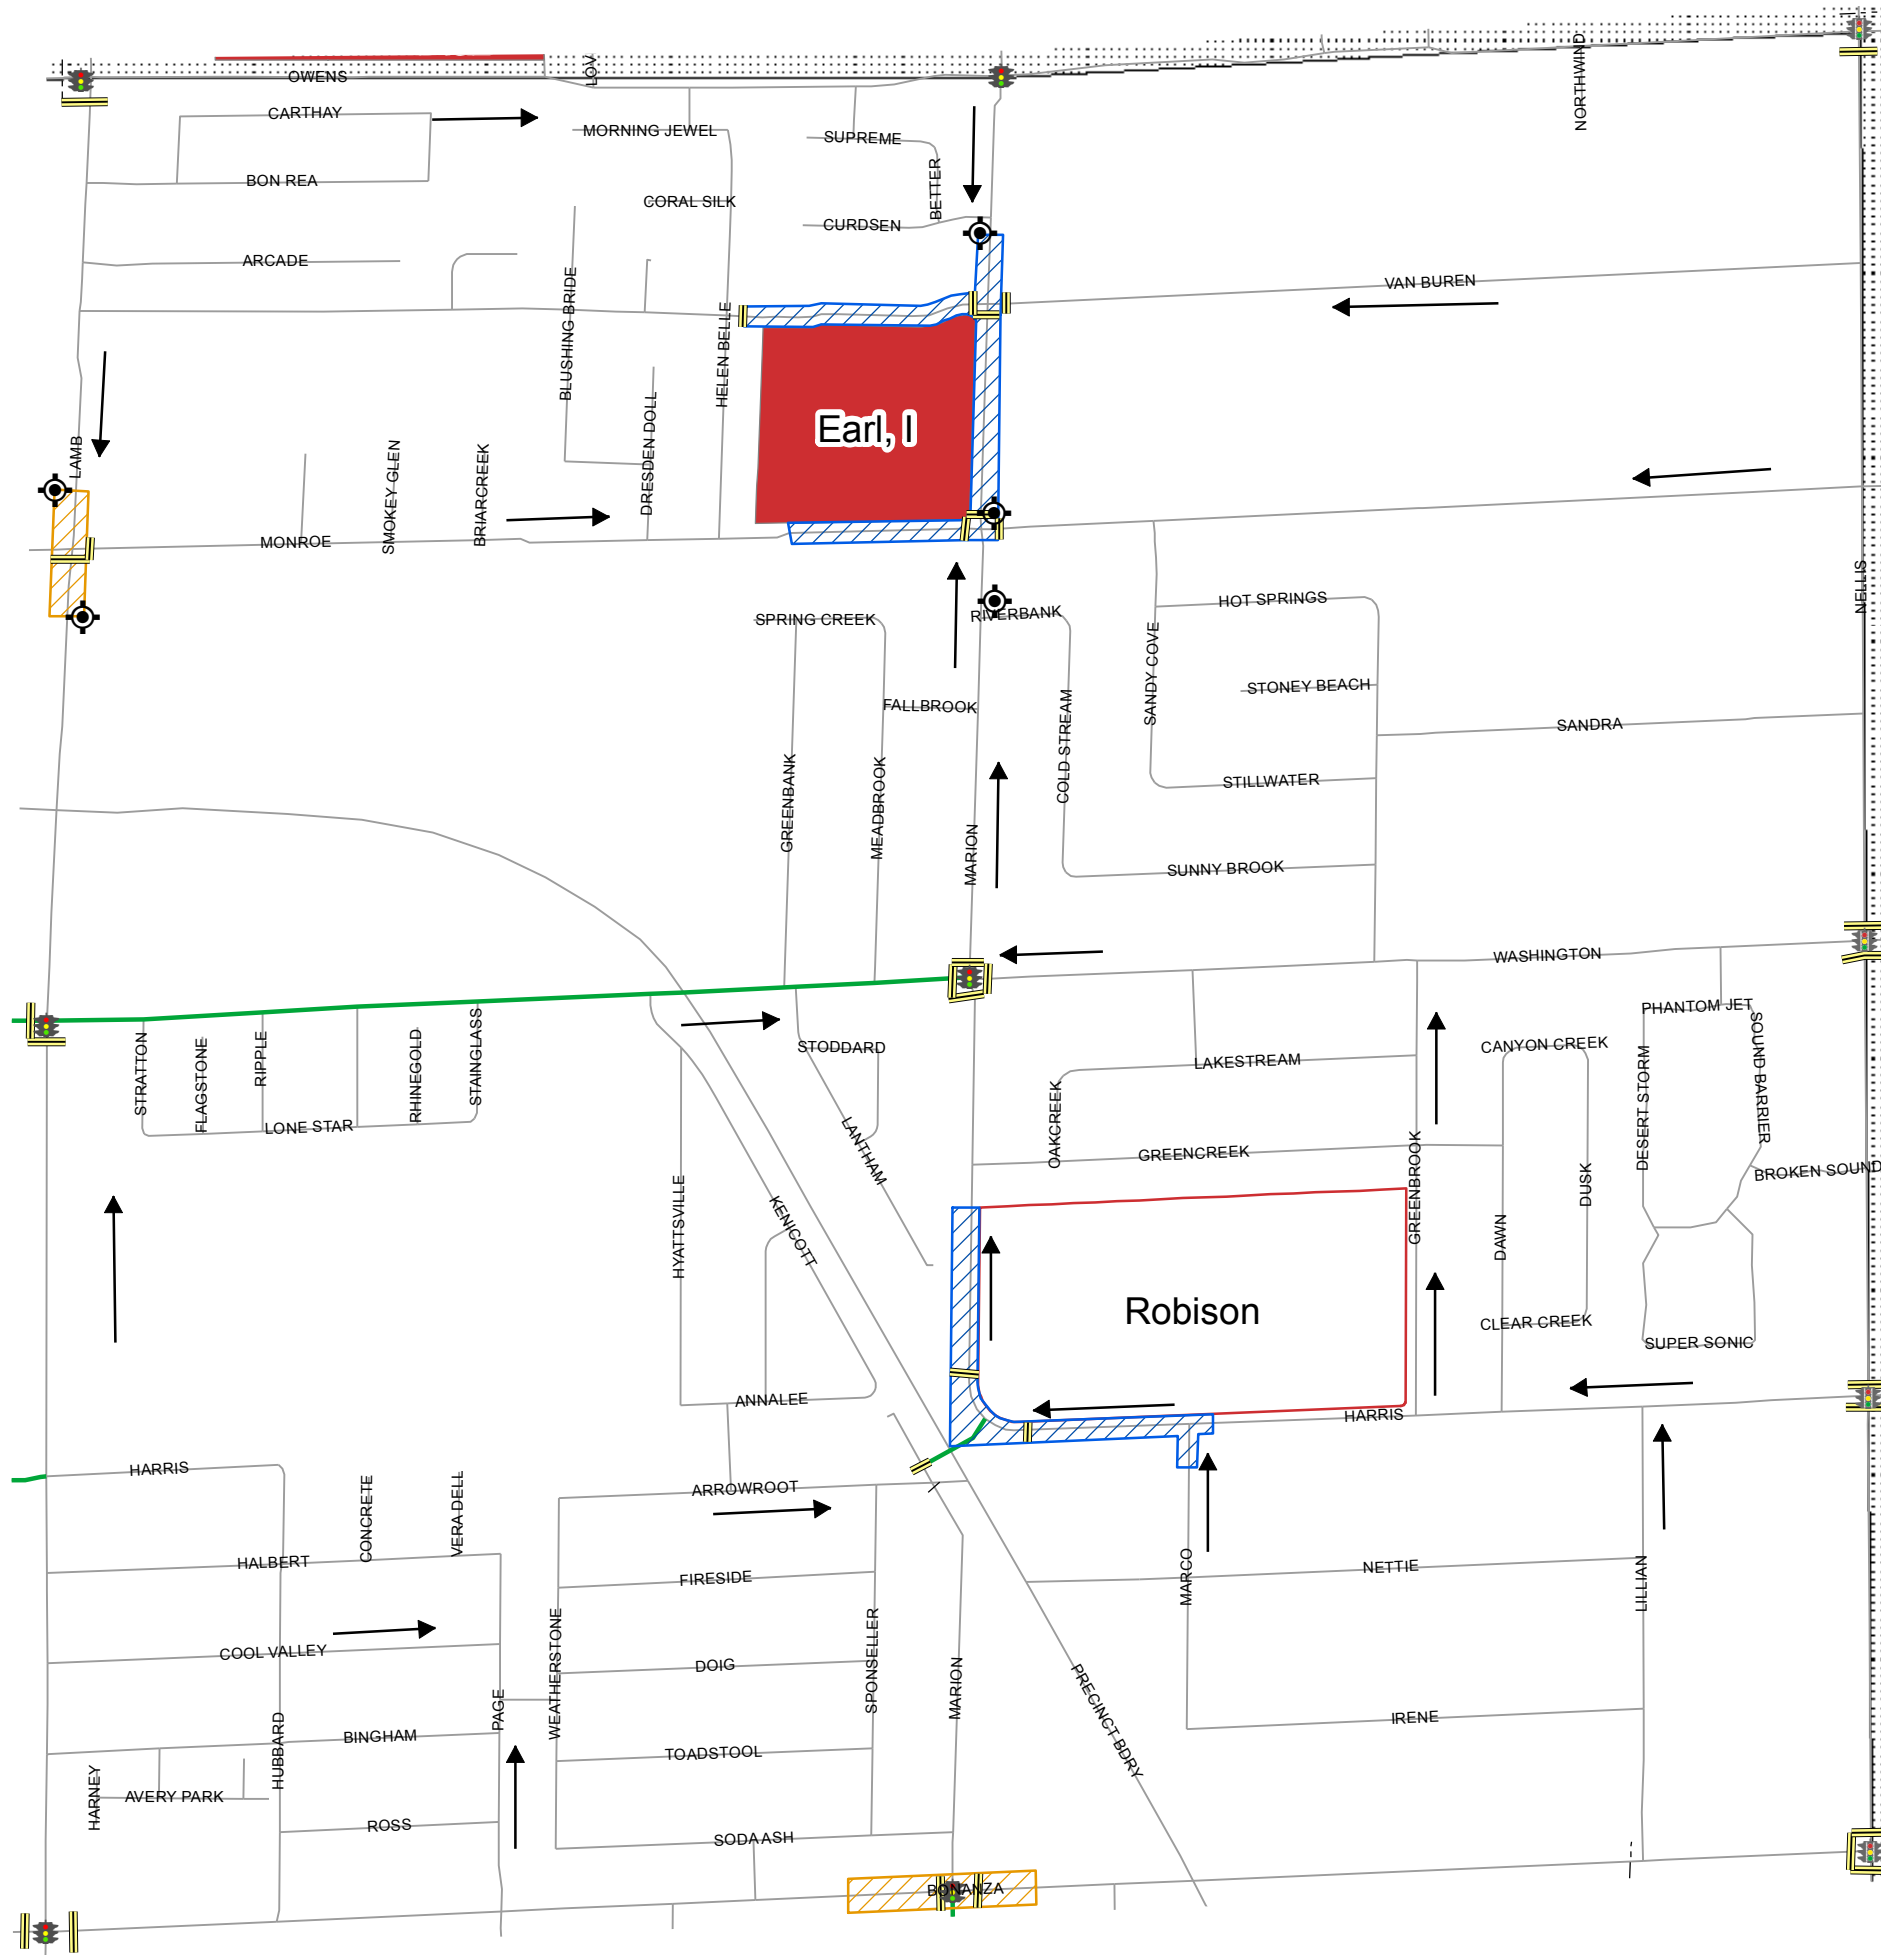 OWENS
LOV
NORTHWIND
CARTHAY
MORNING JEWEL
SUPREME
BETTER
BON REA
CORAL SILK
CURDSEN
ARCADE
VAN BUREN
BLUSHING BRIDE
HELEN BELLE
Earl, I
LAMB
SMOKEY GLEN
BRIARCREEK
DRESDEN DOLL
MONROE
NELLIS
SPRING CREEK
RIVERBANK
HOT SPRINGS
SANDY COVE
STONEY BEACH
FALLBROOK
COLD STREAM
SANDRA
GREENBANK
MEADBROOK
MARION
STILLWATER
SUNNY BROOK
WASHINGTON
STRATTON
FLAGSTONE
RIPPLE
RHINEGOLD
STAINGLASS
LONE STAR
STODDARD
LANTHAM
OAKCREEK
LAKESTREAM
CANYON CREEK
PHANTOM JET
DESERT STORM
SOUND BARRIER
GREENCREEK
GREENBROOK
DUSK
BROKEN SOUND
HYATTSVILLE
KENICOTT
DAWN
Robison
CLEAR CREEK
SUPER SONIC
ANNALEE
HARRIS
HARRIS
CONCRETE
VERA DELL
ARROWROOT
HALBERT
FIRESIDE
MARCO
NETTIE
LILLIAN
COOL VALLEY
WEATHERSTONE
DOIG
SPONSELLER
MARION
PRECINCT BDRY
PAGE
IRENE
HUBBARD
BINGHAM
TOADSTOOL
HARNEY
AVERY PARK
ROSS
SODA ASH
BONANZA